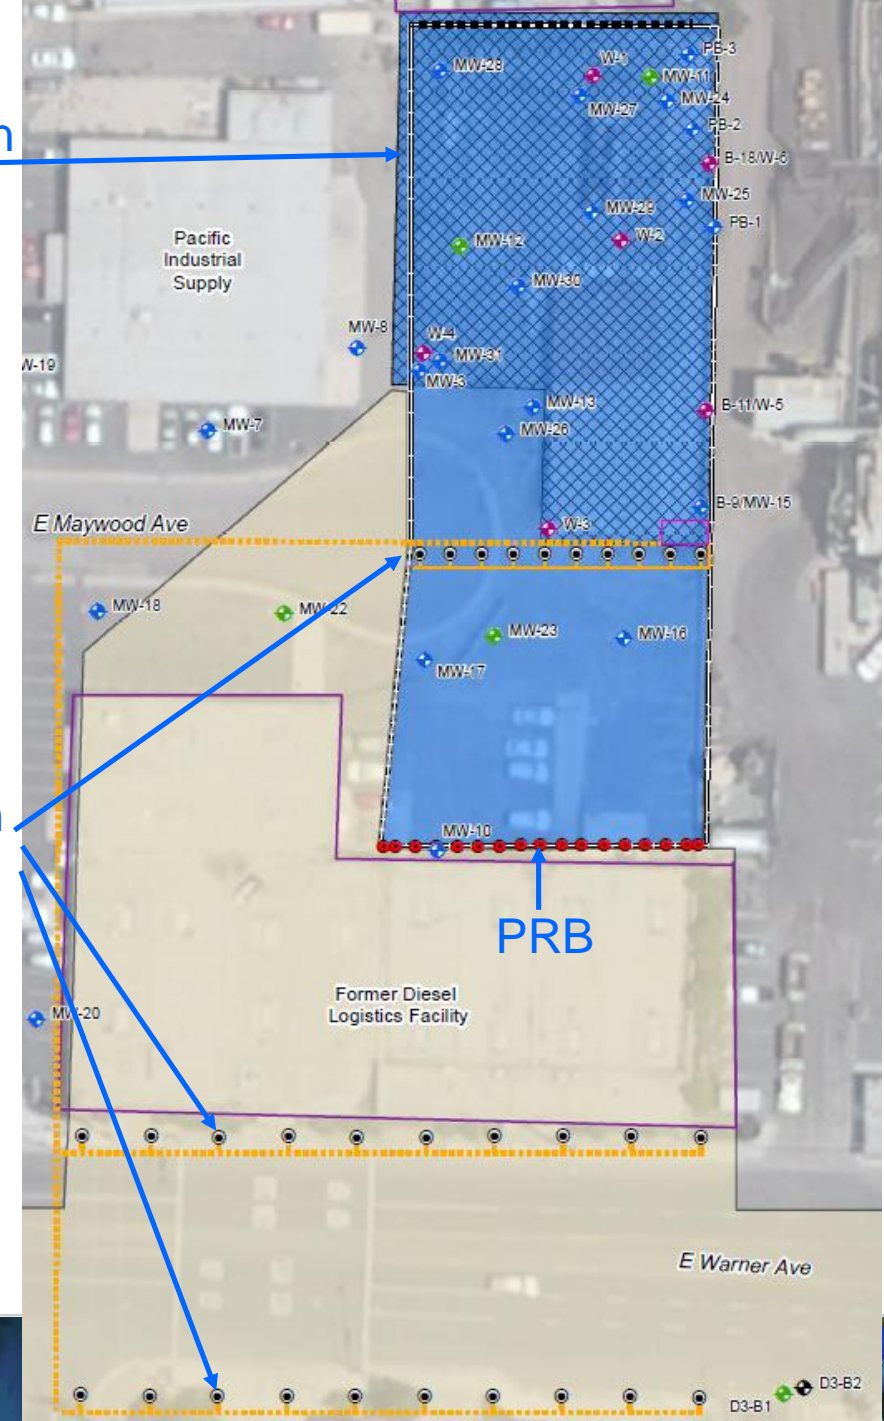 PB-3
MW-28
W-1
MW-11
MW-27
MW-24
PB-2
B-18/W-6
MW-25
MW-29
PB-1
W-2
Pacific
Industrial
Supply
MW-12
MW-30
MW-8
W-4
MW-31
W-19
MW-3
MW-13
B-11/W-5
MW-7
MW-26
B-9/MW-15
E Maywood Ave
W-3
MW-18
MW-22
MW-23
MW-16
MW-17
MW-10
PRB
Former Diesel
Logistics Facility
MW-20
E Warner Ave
D3-B2
D3-B1